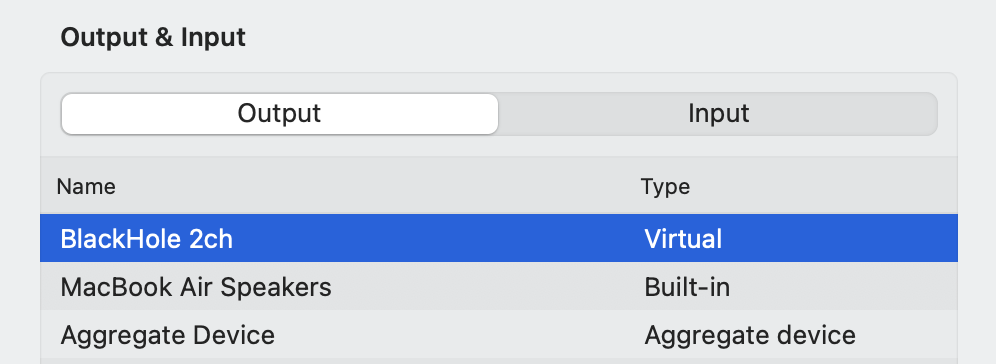 Output & Input
Output Input
Name Type
BlackHole 2ch Virtual
MacBook Air Speakers Built-in
Aggregate Device Aggregate device